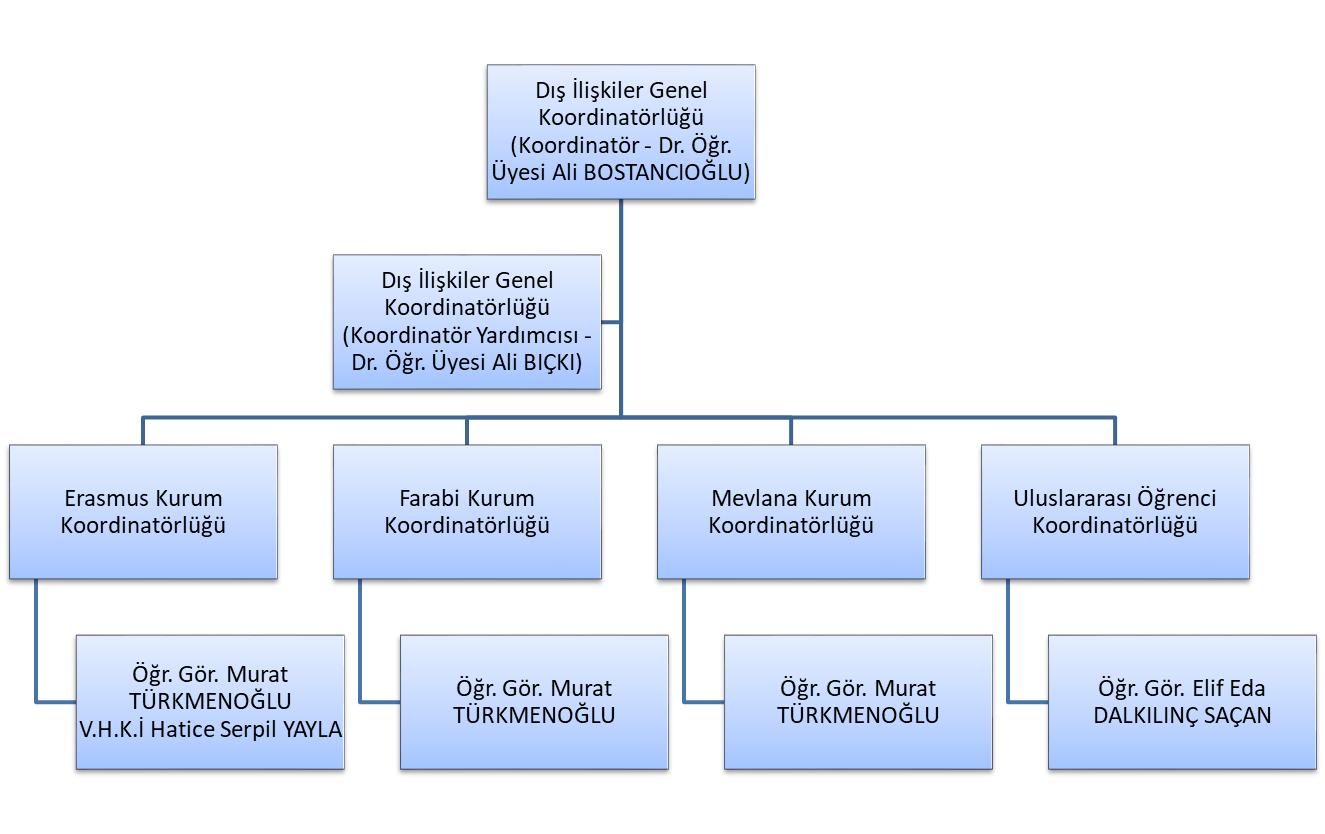 Dış İlişkiler Genel
Koordinatörlüğü
(Koordinatör - Dr. Öğr.
Üyesi Ali BOSTANCIOĞLU)
Dış İlişkiler Genel
Koordinatörlüğü
(Koordinatör Yardımcısı -
Dr. Öğr. Üyesi Ali BIÇKI)
Erasmus Kurum
Koordinatörlüğü
Farabi Kurum
Koordinatörlüğü
Mevlana Kurum
Koordinatörlüğü
Uluslararası Öğrenci
Koordinatörlüğü
Öğr. Gör. Murat
TÜRKMENOĞLU
V.H.K.İ Hatice Serpil YAYLA
Öğr. Gör. Murat
TÜRKMENOĞLU
Öğr. Gör. Murat
TÜRKMENOĞLU
Öğr. Gör. Elif Eda
DALKILINÇ SAÇAN